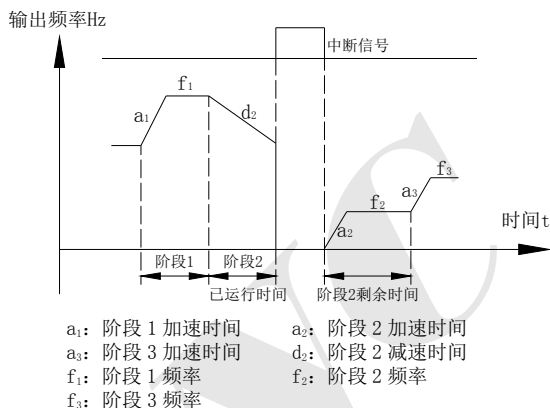 输出频率Hz
中断信号
f₁
a₁
d₂
f₃
a₃
f₂
a₂
时间t
阶段1
阶段2
已运行时间
阶段2剩余时间
a₁: 阶段 1 加速时间
a₂: 阶段 2 加速时间
a₃: 阶段 3 加速时间
d₂: 阶段 2 减速时间
f₁: 阶段 1 频率
f₂: 阶段 2 频率
f₃: 阶段 3 频率